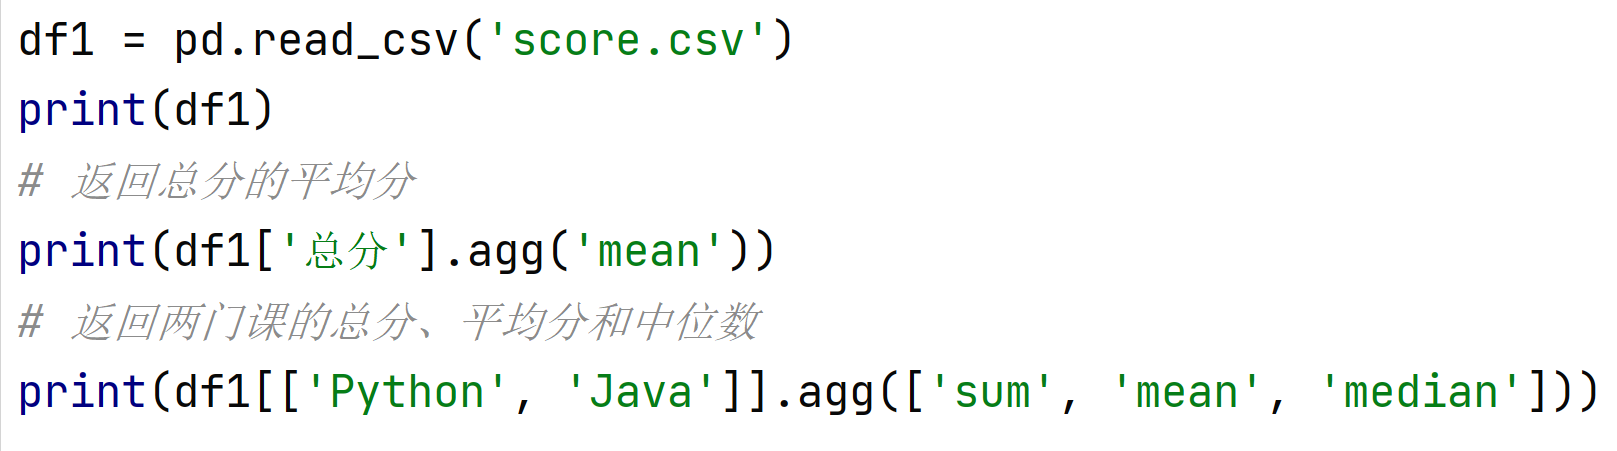 df1 = pd.read_csv('score.csv')
print(df1)
# 返回总分的平均分
print(df1['总分'].agg('mean'))
# 返回两门课的总分、平均分和中位数
print(df1[['Python', 'Java']].agg(['sum', 'mean', 'median']))